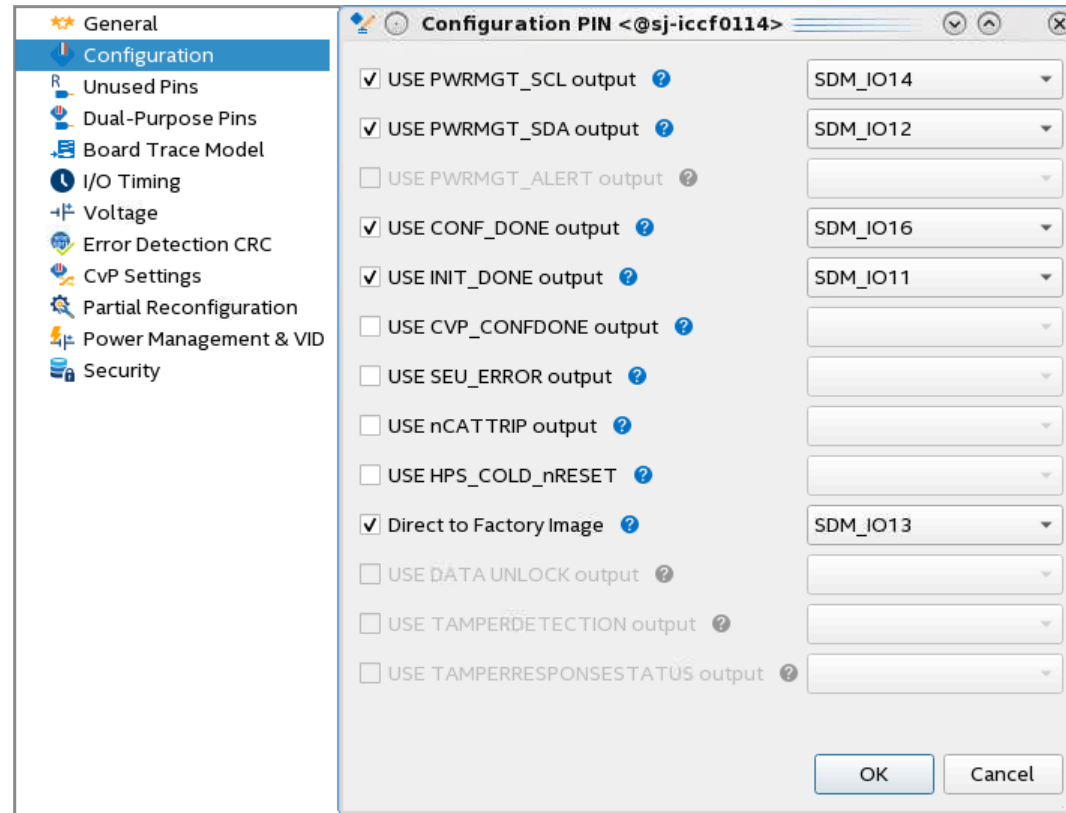 General
Configuration
R
Unused Pins
Dual-Purpose Pins
Board Trace Model
I/O Timing
Voltage
Error Detection CRC
CvP Settings
Partial Reconfiguration
Power Management & VID
Security
Configuration PIN <@sj-iccf0114>
USE PWRMGT_SCL output ? SDM_IO14
USE PWRMGT_SDA output ? SDM_IO12
USE PWRMGT_ALERT output ?
USE CONF_DONE output ? SDM_IO16
USE INIT_DONE output ? SDM_IO11
USE CVP_CONFDONE output ?
USE SEU_ERROR output ?
USE nCATTRIP output ?
USE HPS_COLD_nRESET ?
Direct to Factory Image ? SDM_IO13
USE DATA UNLOCK output ?
USE TAMPERDETECTION output ?
USE TAMPERRESPONSESTATUS output ?
OK Cancel